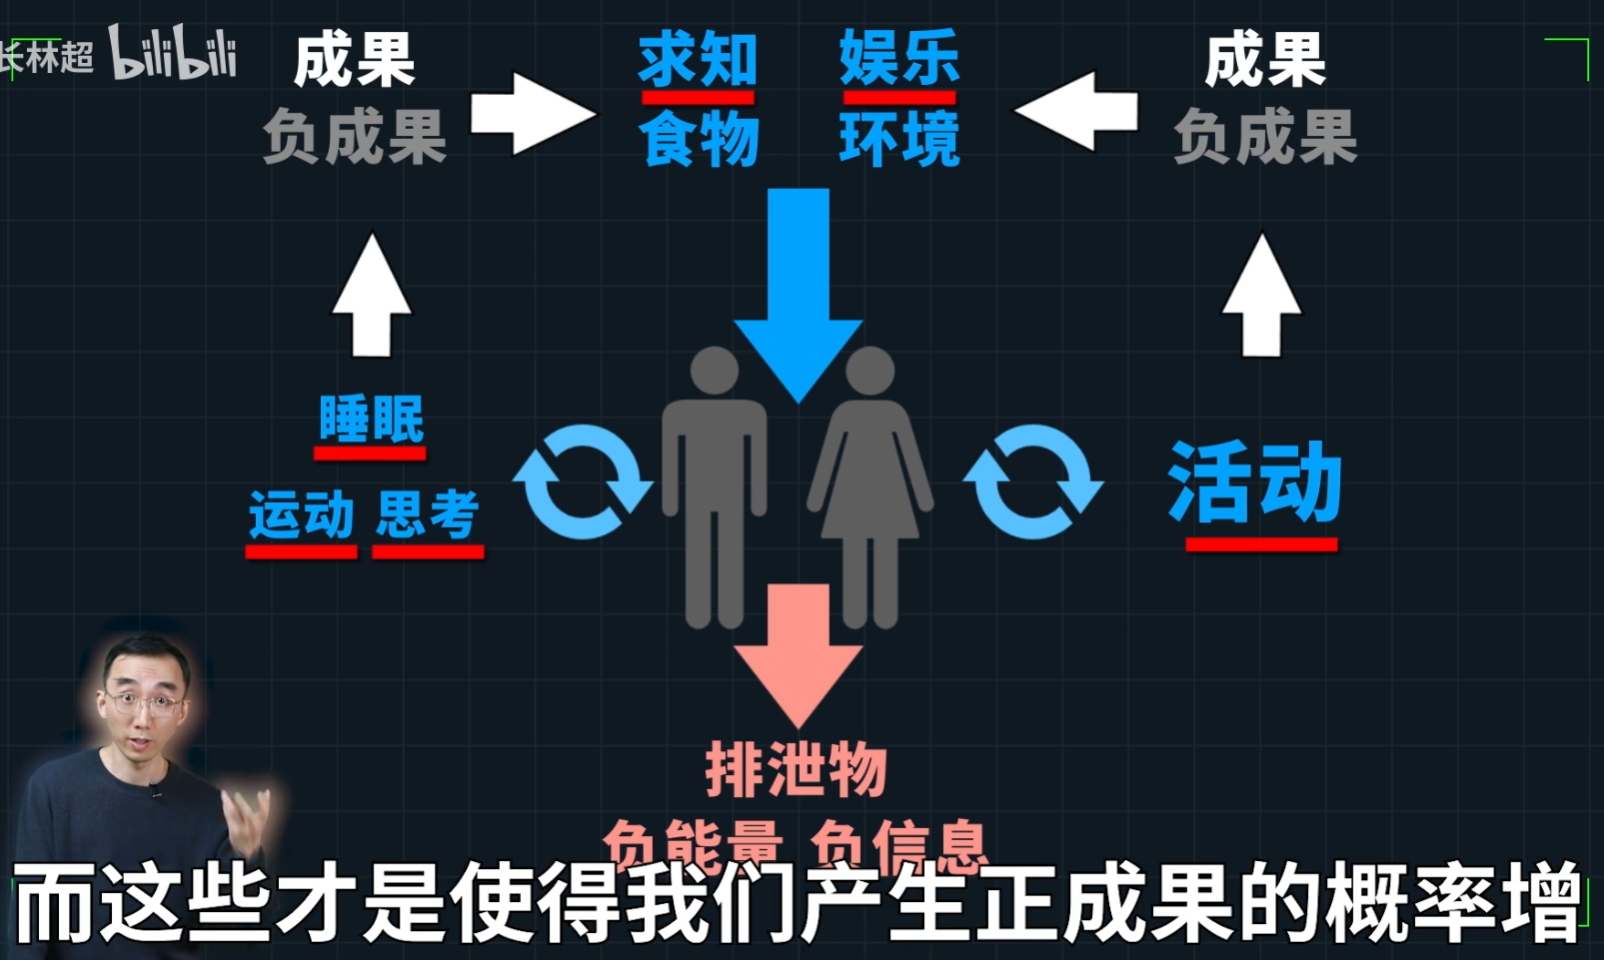 长林超 bilibili
成果
负成果
求知 娱乐
食物 环境
成果
负成果
睡眠
运动 思考
活动
排泄物
负能量 负信息
而这些才是使得我们产生正成果的概率增